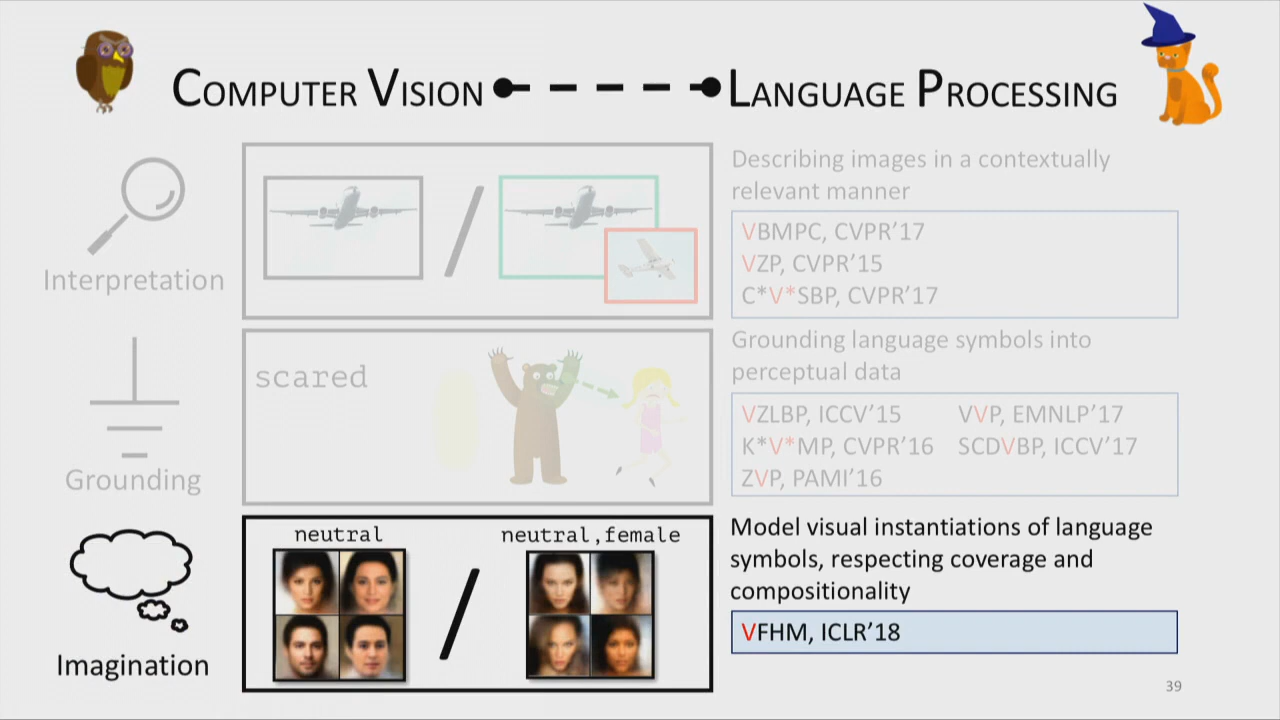 COMPUTER VISION
LANGUAGE PROCESSING
Interpretation
Describing images in a contextually
relevant manner
VBMPC, CVPR’17
VZP, CVPR’15
C*V*SBP, CVPR’17
Grounding
scared
Grounding language symbols into
perceptual data
VZLBP, ICCV’15 VVP, EMNLP’17
K*V*MP, CVPR’16 SCDVBP, ICCV’17
ZVP, PAMI’16
Imagination
neutral
neutral,female
Model visual instantiations of language
symbols, respecting coverage and
compositionality
VFHM, ICLR’18
39